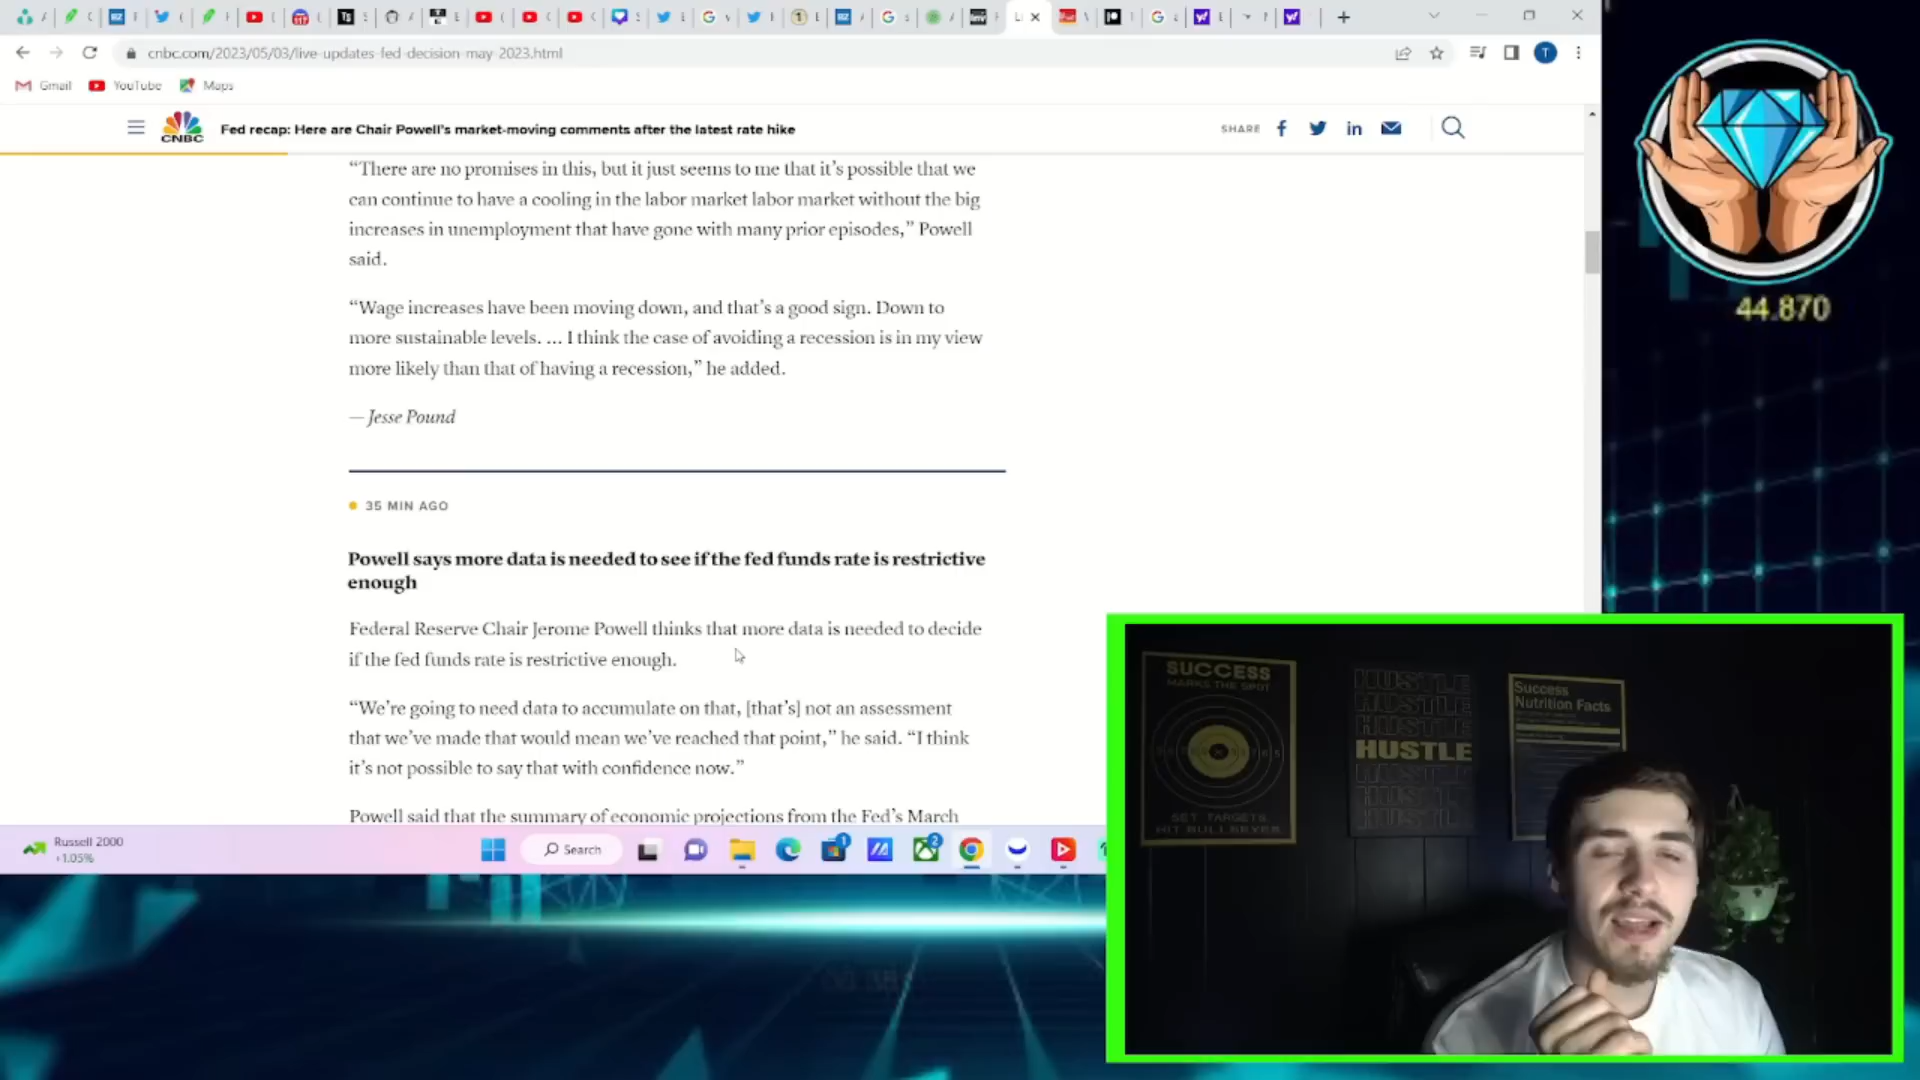 cnbc.com/2023/05/03/live-updates-fed-decision-may-2023.html
T
Gmail
YouTube
Maps
CNBC
Fed recap: Here are Chair Powell's market-moving comments after the latest rate hike
SHARE
“There are no promises in this, but it just seems to me that it’s possible that we
can continue to have a cooling in the labor market labor market without the big
increases in unemployment that have gone with many prior episodes,” Powell
said.
“Wage increases have been moving down, and that’s a good sign. Down to
more sustainable levels. … I think the case of avoiding a recession is in my view
more likely than that of having a recession,” he added.
— Jesse Pound
35 MIN AGO
Powell says more data is needed to see if the fed funds rate is restrictive
enough
Federal Reserve Chair Jerome Powell thinks that more data is needed to decide
if the fed funds rate is restrictive enough.
“We’re going to need data to accumulate on that, [that’s] not an assessment
that we’ve made that would mean we’ve reached that point,” he said. “I think
it’s not possible to say that with confidence now.”
Powell said that the summary of economic projections from the Fed’s March
Russell 2000
+1.05%
Search
44.870
SUCCESS
MARKS THE SPOT
SET TARGETS
HIT BULLSEYES
HUSTLE
HUSTLE
HUSTLE
HUSTLE
Success
Nutrition Facts